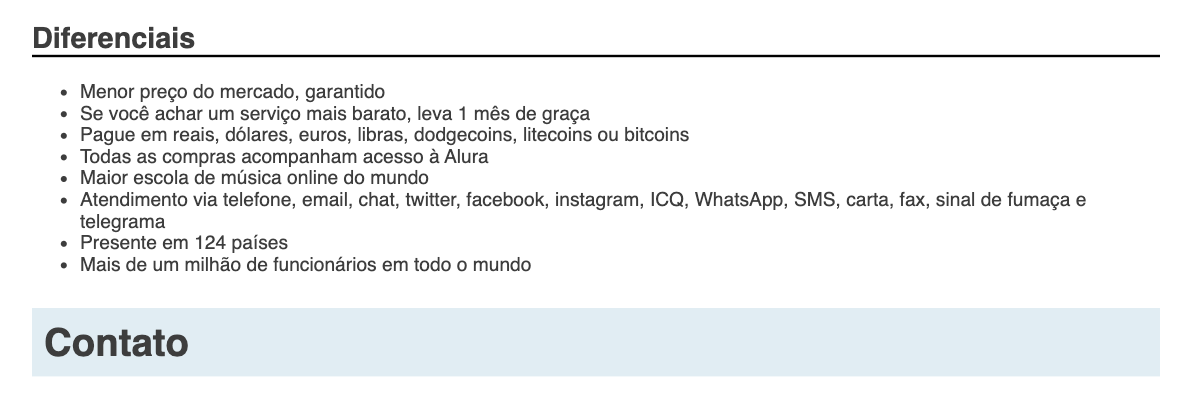 Diferenciais
Menor preço do mercado, garantido
Se você achar um serviço mais barato, leva 1 mês de graça
Pague em reais, dólares, euros, libras, dodgecoins, litecoins ou bitcoins
Todas as compras acompanham acesso à Alura
Maior escola de música online do mundo
Atendimento via telefone, email, chat, twitter, facebook, instagram, ICQ, WhatsApp, SMS, carta, fax, sinal de fumaça e
telegrama
Presente em 124 países
Mais de um milhão de funcionários em todo o mundo
Contato